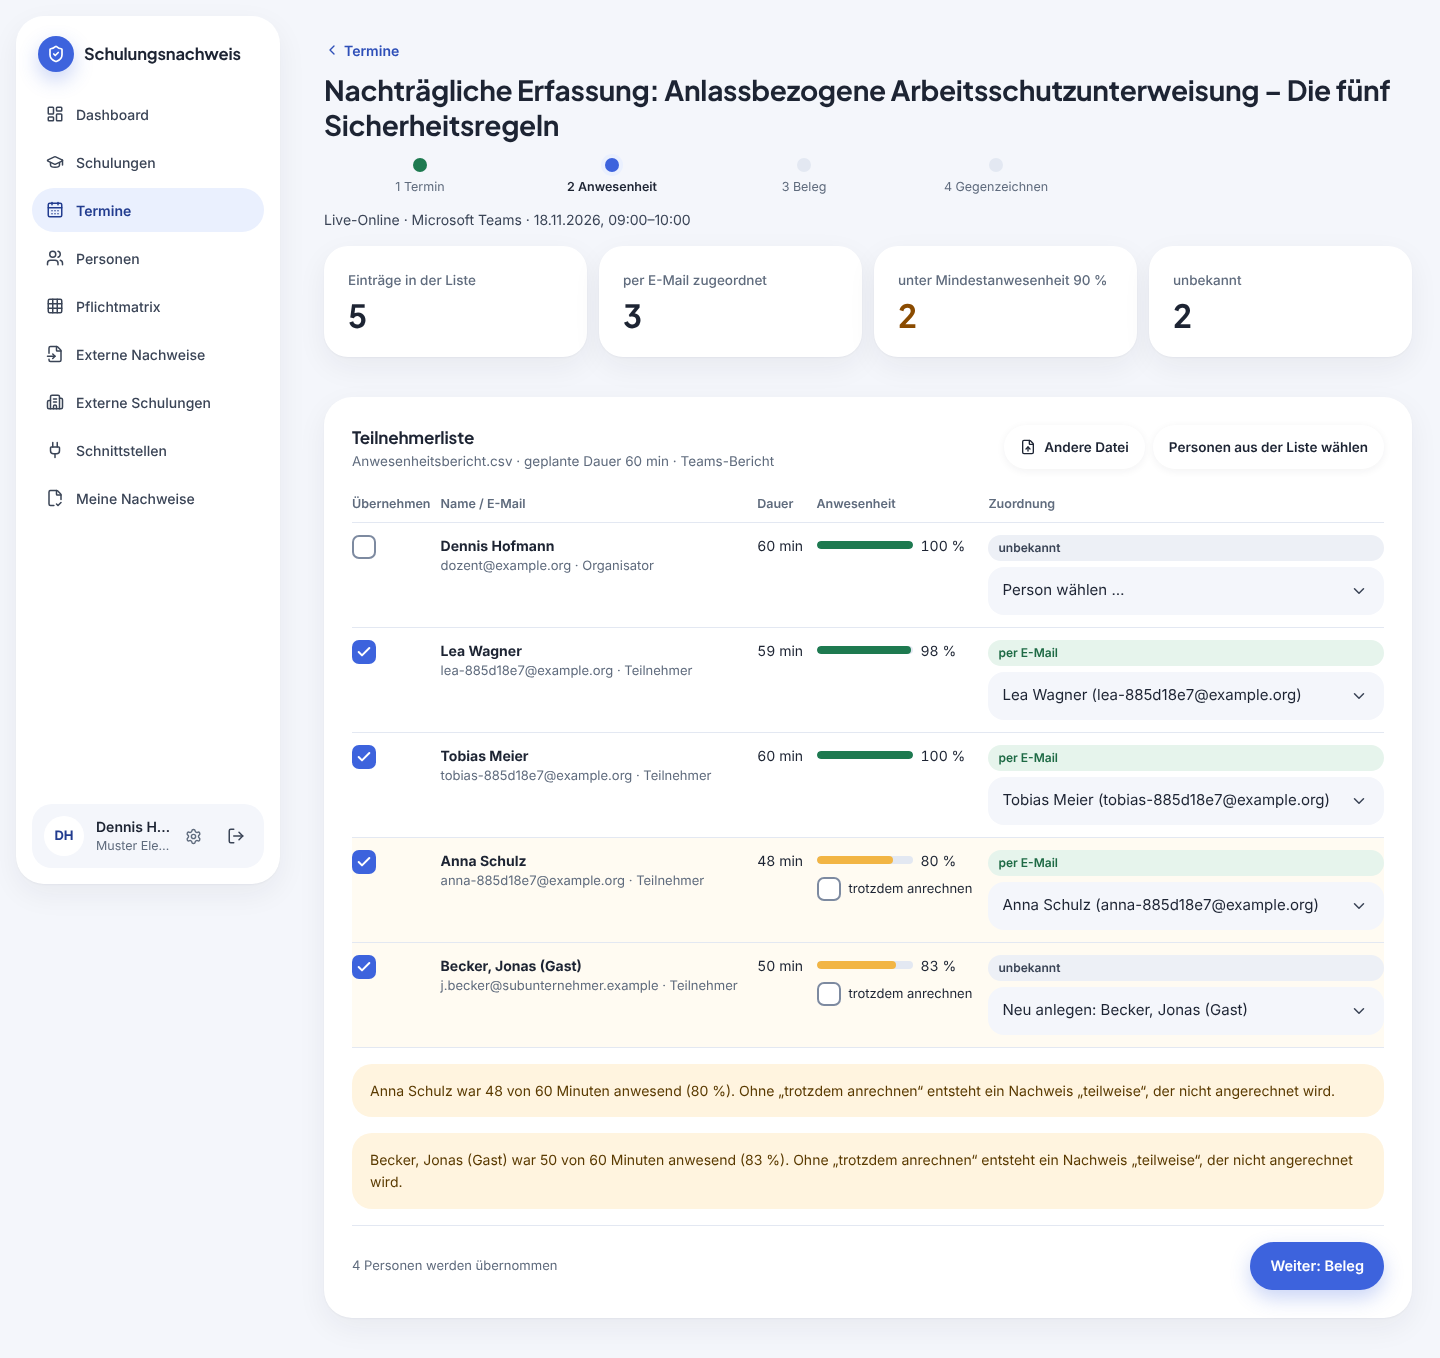 Schulungsnachweis
Dashboard
Schulungen
Termine
Personen
Pflichtmatrix
Externe Nachweise
Externe Schulungen
Schnittstellen
Meine Nachweise
DH
Dennis H...
Muster Ele...
Termine
Nachträgliche Erfassung: Anlassbezogene Arbeitsschutzunterweisung – Die fünf
Sicherheitsregeln
1 Termin
2 Anwesenheit
3 Beleg
4 Gegenzeichnen
Live-Online · Microsoft Teams · 18.11.2026, 09:00–10:00
Einträge in der Liste
5
per E-Mail zugeordnet
3
unter Mindestanwesenheit 90 %
2
unbekannt
2
Teilnehmerliste
Anwesenheitsbericht.csv · geplante Dauer 60 min · Teams-Bericht
Andere Datei
Personen aus der Liste wählen
Übernehmen Name / E-Mail Dauer Anwesenheit Zuordnung
Dennis Hofmann 60 min 100 % unbekannt
dozent@example.org · Organisator
Person wählen ...
Lea Wagner 59 min 98 % per E-Mail
lea-885d18e7@example.org · Teilnehmer
Lea Wagner (lea-885d18e7@example.org)
Tobias Meier 60 min 100 % per E-Mail
tobias-885d18e7@example.org · Teilnehmer
Tobias Meier (tobias-885d18e7@example.org)
Anna Schulz 48 min 80 % per E-Mail
anna-885d18e7@example.org · Teilnehmer
trotzdem anrechnen
Anna Schulz (anna-885d18e7@example.org)
Becker, Jonas (Gast) 50 min 83 % unbekannt
j.becker@subunternehmer.example · Teilnehmer
trotzdem anrechnen
Neu anlegen: Becker, Jonas (Gast)
Anna Schulz war 48 von 60 Minuten anwesend (80 %). Ohne „trotzdem anrechnen“ entsteht ein Nachweis „teilweise“, der nicht angerechnet wird.
Becker, Jonas (Gast) war 50 von 60 Minuten anwesend (83 %). Ohne „trotzdem anrechnen“ entsteht ein Nachweis „teilweise“, der nicht angerechnet
wird.
4 Personen werden übernommen
Weiter: Beleg